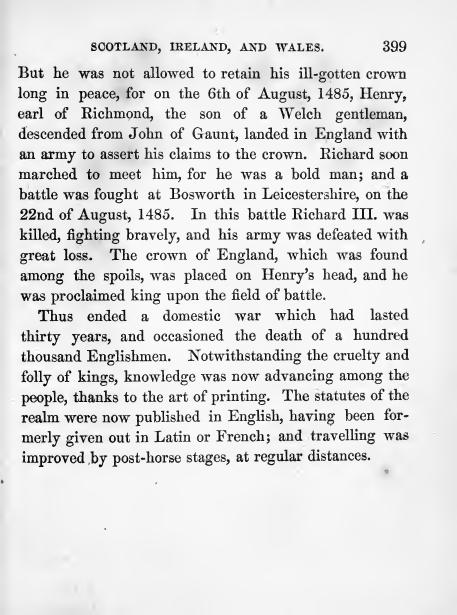 SCOTLAND, IRELAND, AND WALES. 399
But he was not allowed to retain his ill-gotten crown
long in peace, for on the 6th of August, 1485, Henry,
earl of Richmond, the son of a Welch gentleman,
descended from John of Gaunt, landed in England with
an army to assert his claims to the crown. Richard soon
marched to meet him, for he was a bold man; and a
battle was fought at Bosworth in Leicestershire, on the
22nd of August, 1485. In this battle Richard III. was
killed, fighting bravely, and his army was defeated with
great loss. The crown of England, which was found
among the spoils, was placed on Henry's head, and he
was proclaimed king upon the field of battle.
Thus ended a domestic war which had lasted
thirty years, and occasioned the death of a hundred
thousand Englishmen. Notwithstanding the cruelty and
folly of kings, knowledge was now advancing among the
people, thanks to the art of printing. The statutes of the
realm were now published in English, having been for-
merly given out in Latin or French; and travelling was
improved by post-horse stages, at regular distances.